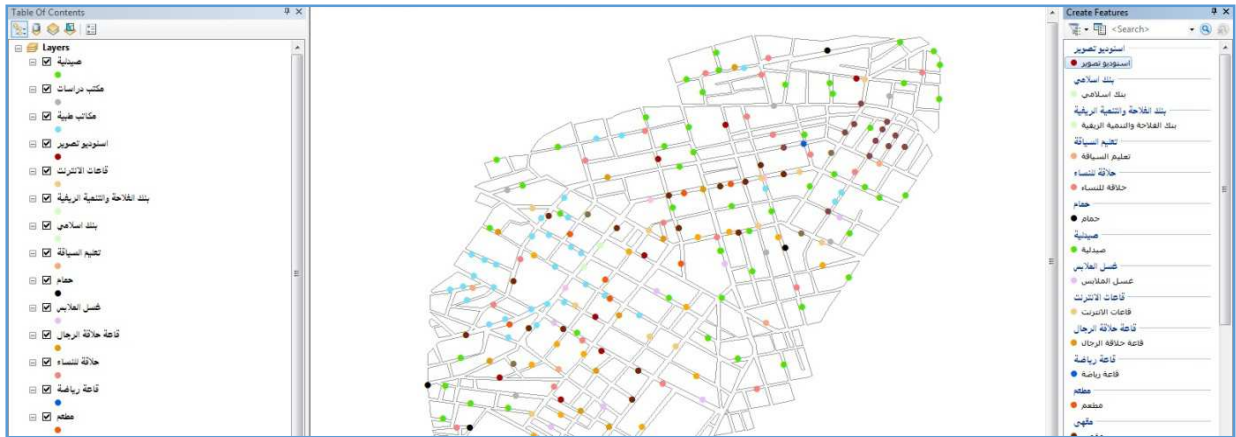 Table Of Contents
Layers
صيدلية
مكتب دراسات
مكاتب طبية
استوديو تصوير
قاعات الانترنت
بنك الفلاحة والتنمية الريفية
بنك اسلامي
تعليم السياقة
حمام
غسل الملابس
قاعة حلاقة الرجال
حلاقة للنساء
قاعة رياضة
مطعم
Create Features
<Search>
استوديو تصوير
استوديو تصوير
بنك اسلامي
بنك اسلامي
بنك الفلاحة والتنمية الريفية
بنك الفلاحة والتنمية الريفية
تعليم السياقة
تعليم السياقة
حلاقة للنساء
حلاقة للنساء
حمام
حمام
صيدلية
صيدلية
غسل الملابس
غسل الملابس
قاعات الانترنت
قاعات الانترنت
قاعة حلاقة الرجال
قاعة حلاقة الرجال
قاعة رياضة
قاعة رياضة
مطعم
مطعم
مقهى